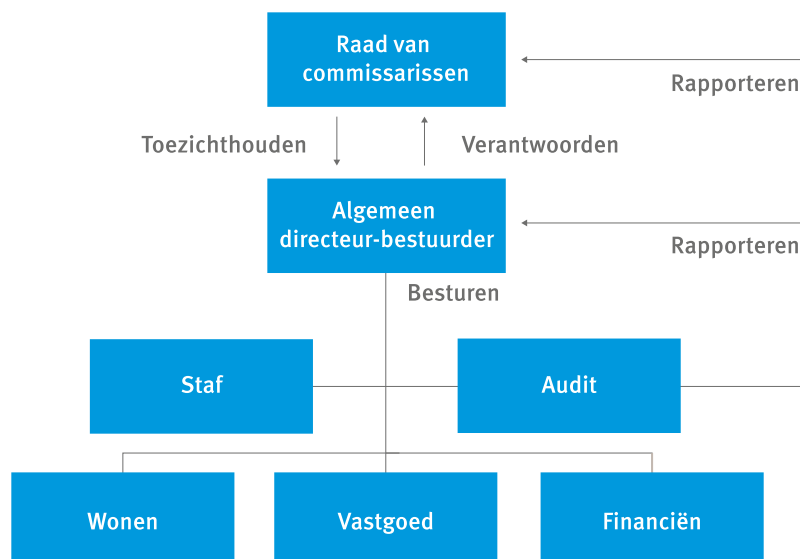 Raad van
commissarissen
Rapporteren
Toezichthouden
Verantwoorden
Algemeen
directeur-bestuurder
Rapporteren
Besturen
Staf
Audit
Wonen
Vastgoed
Financiën